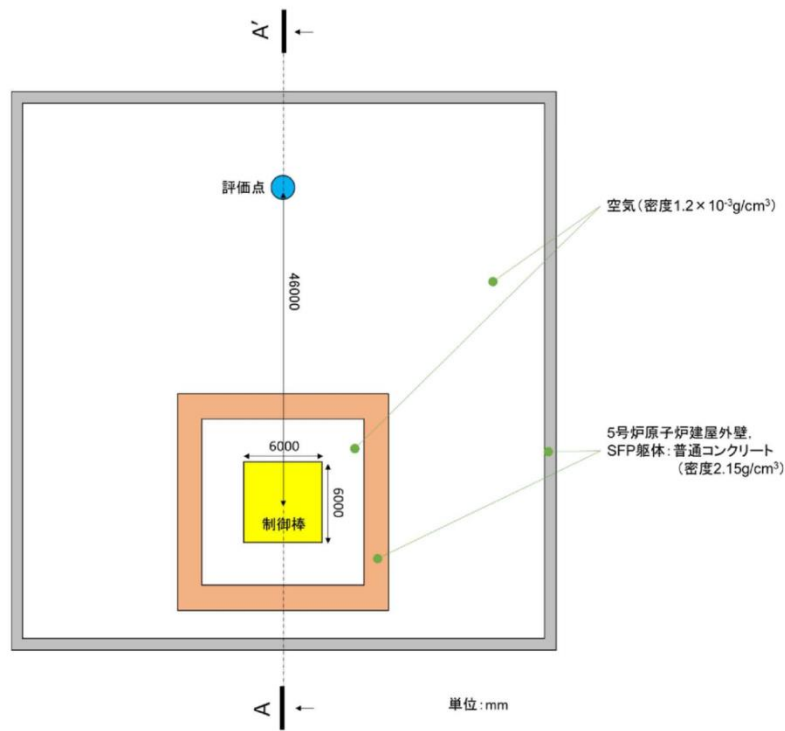 A’
評価点
空気（密度1.2×10⁻³g/cm³）
46000
5号炉原子炉建屋外壁，
SFP躯体：普通コンクリート
（密度2.15g/cm³）
6000
6000
制御棒
A
単位：mm